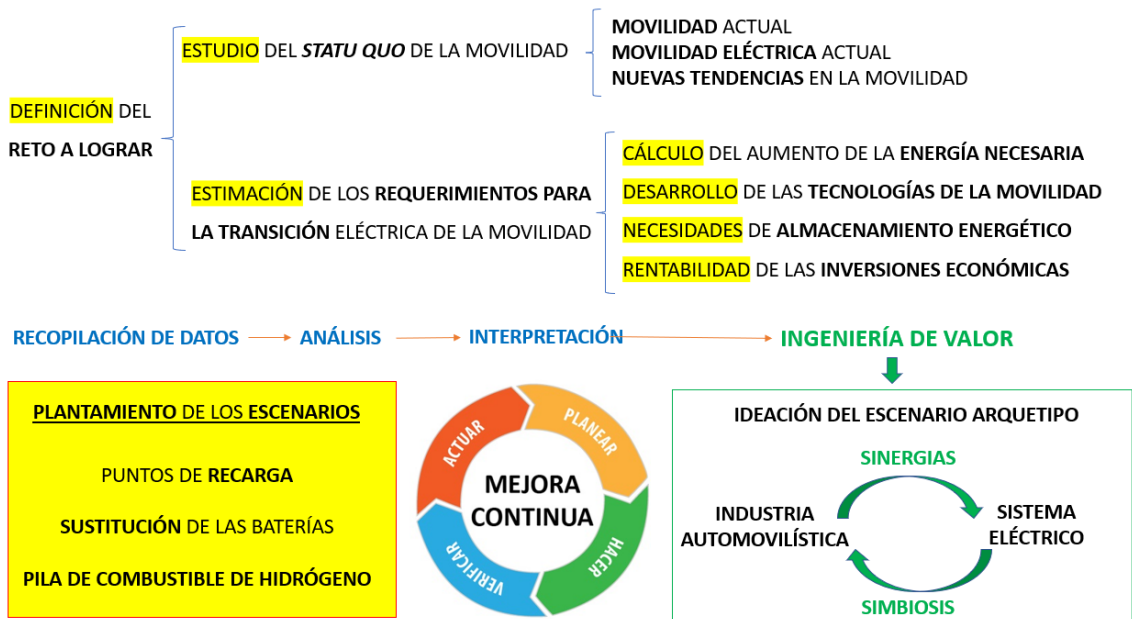 DEFINICIÓN DEL
RETO A LOGRAR
ESTUDIO DEL STATU QUO DE LA MOVILIDAD
MOVILIDAD ACTUAL
MOVILIDAD ELÉCTRICA ACTUAL
NUEVAS TENDENCIAS EN LA MOVILIDAD
ESTIMACIÓN DE LOS REQUERIMIENTOS PARA
LA TRANSICIÓN ELÉCTRICA DE LA MOVILIDAD
CÁLCULO DEL AUMENTO DE LA ENERGÍA NECESARIA
DESARROLLO DE LAS TECNOLOGÍAS DE LA MOVILIDAD
NECESIDADES DE ALMACENAMIENTO ENERGÉTICO
RENTABILIDAD DE LAS INVERSIONES ECONÓMICAS
RECOPILACIÓN DE DATOS
ANÁLISIS
INTERPRETACIÓN
INGENIERÍA DE VALOR
PLANTAMIENTO DE LOS ESCENARIOS
PUNTOS DE RECARGA
SUSTITUCIÓN DE LAS BATERÍAS
PILA DE COMBUSTIBLE DE HIDRÓGENO
ACTUAR
PLANEAR
HACER
VERIFICAR
MEJORA
CONTINUA
IDEACIÓN DEL ESCENARIO ARQUETIPO
SINERGIAS
INDUSTRIA
AUTOMOVILÍSTICA
SISTEMA
ELÉCTRICO
SIMBIOSIS